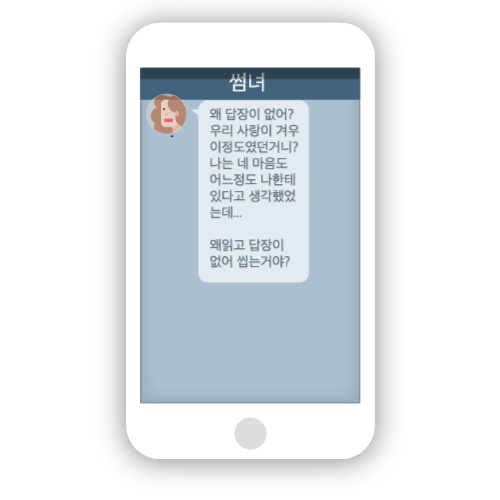 썸녀
왜 답장이 없어?
우리 사랑이 겨우
이정도였던거니?
나는 네 마음도
어느정도 나한테
있다고 생각했었
는데...
왜읽고 답장이
없어 씹는거야?